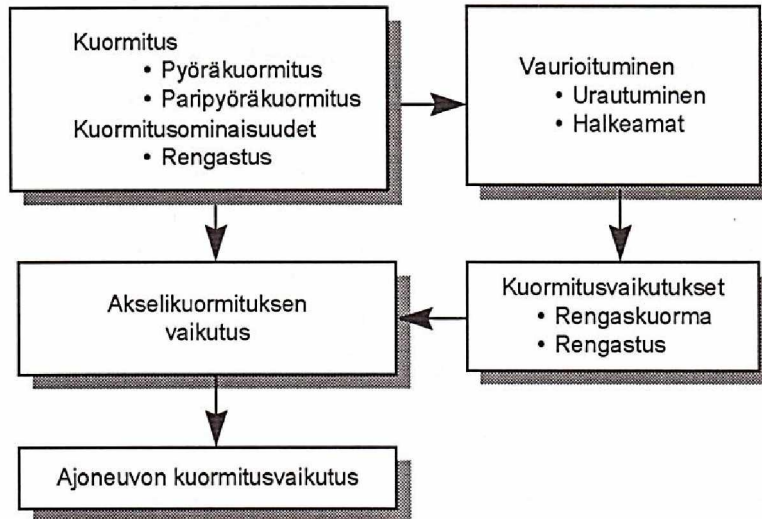 Kuormitus
• Pyöräkuormitus
• Paripyöräkuormitus
Kuormitusominaisuudet
• Rengastus
Vaurioituminen
• Urautuminen
• Halkeamat
Akselikuormituksen
vaikutus
Kuormitusvaikutukset
• Rengaskuorma
• Rengastus
Ajoneuvon kuormitusvaikutus